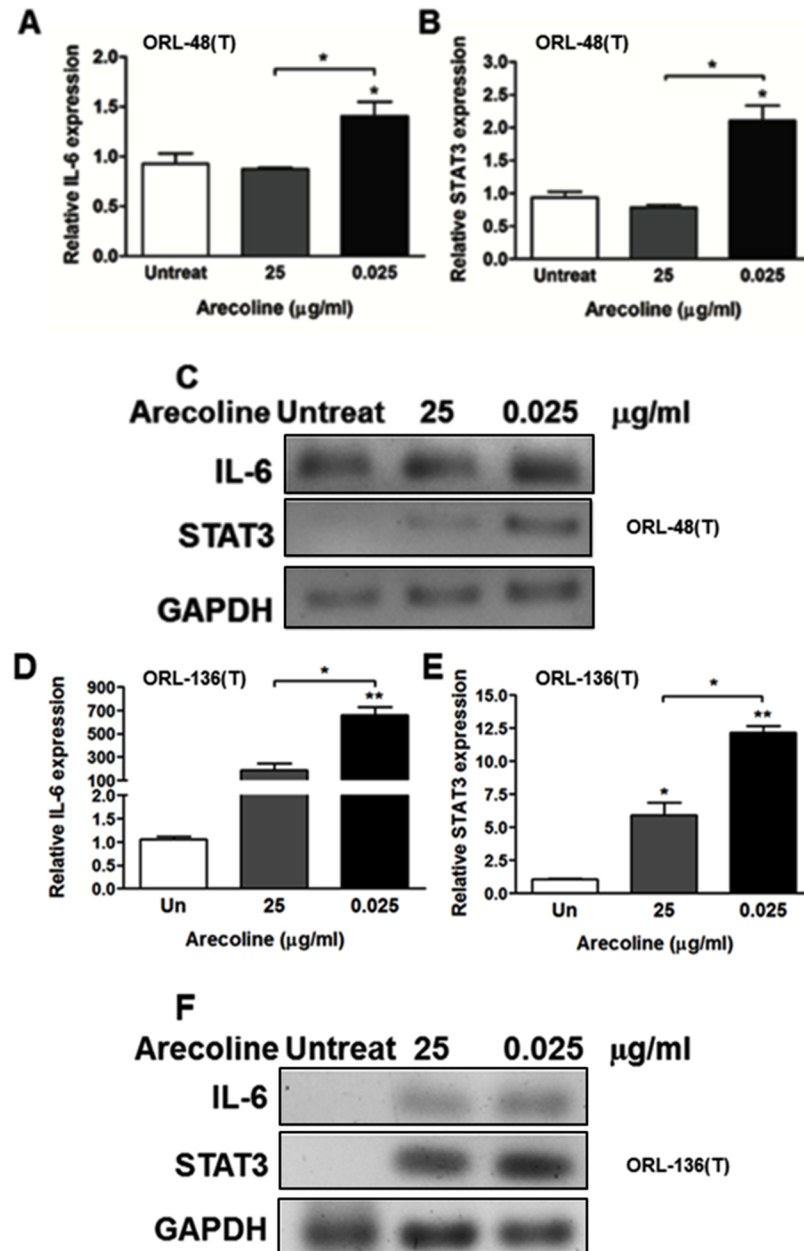 A
ORL-48(T)
*
*
Relative IL-6 expression
2.0
1.5
1.0
0.5
0.0
Untreat 25 0.025
Arecoline (µg/ml)
B
ORL-48(T)
*
*
Relative STAT3 expression
3.0
2.5
2.0
1.5
1.0
0.5
0.0
Untreat 25 0.025
Arecoline (µg/ml)
C
Arecoline Untreat 25 0.025 µg/ml
IL-6
STAT3
ORL-48(T)
GAPDH
D
ORL-136(T)
*
**
Relative IL-6 expression
900
700
500
300
100
2.0
1.5
1.0
0.5
0.0
Un 25 0.025
Arecoline (µg/ml)
E
ORL-136(T)
*
**
*
Relative STAT3 expression
15.0
12.5
10.0
7.5
5.0
2.5
0.0
Un 25 0.025
Arecoline (µg/ml)
F
Arecoline Untreat 25 0.025 µg/ml
IL-6
STAT3
ORL-136(T)
GAPDH